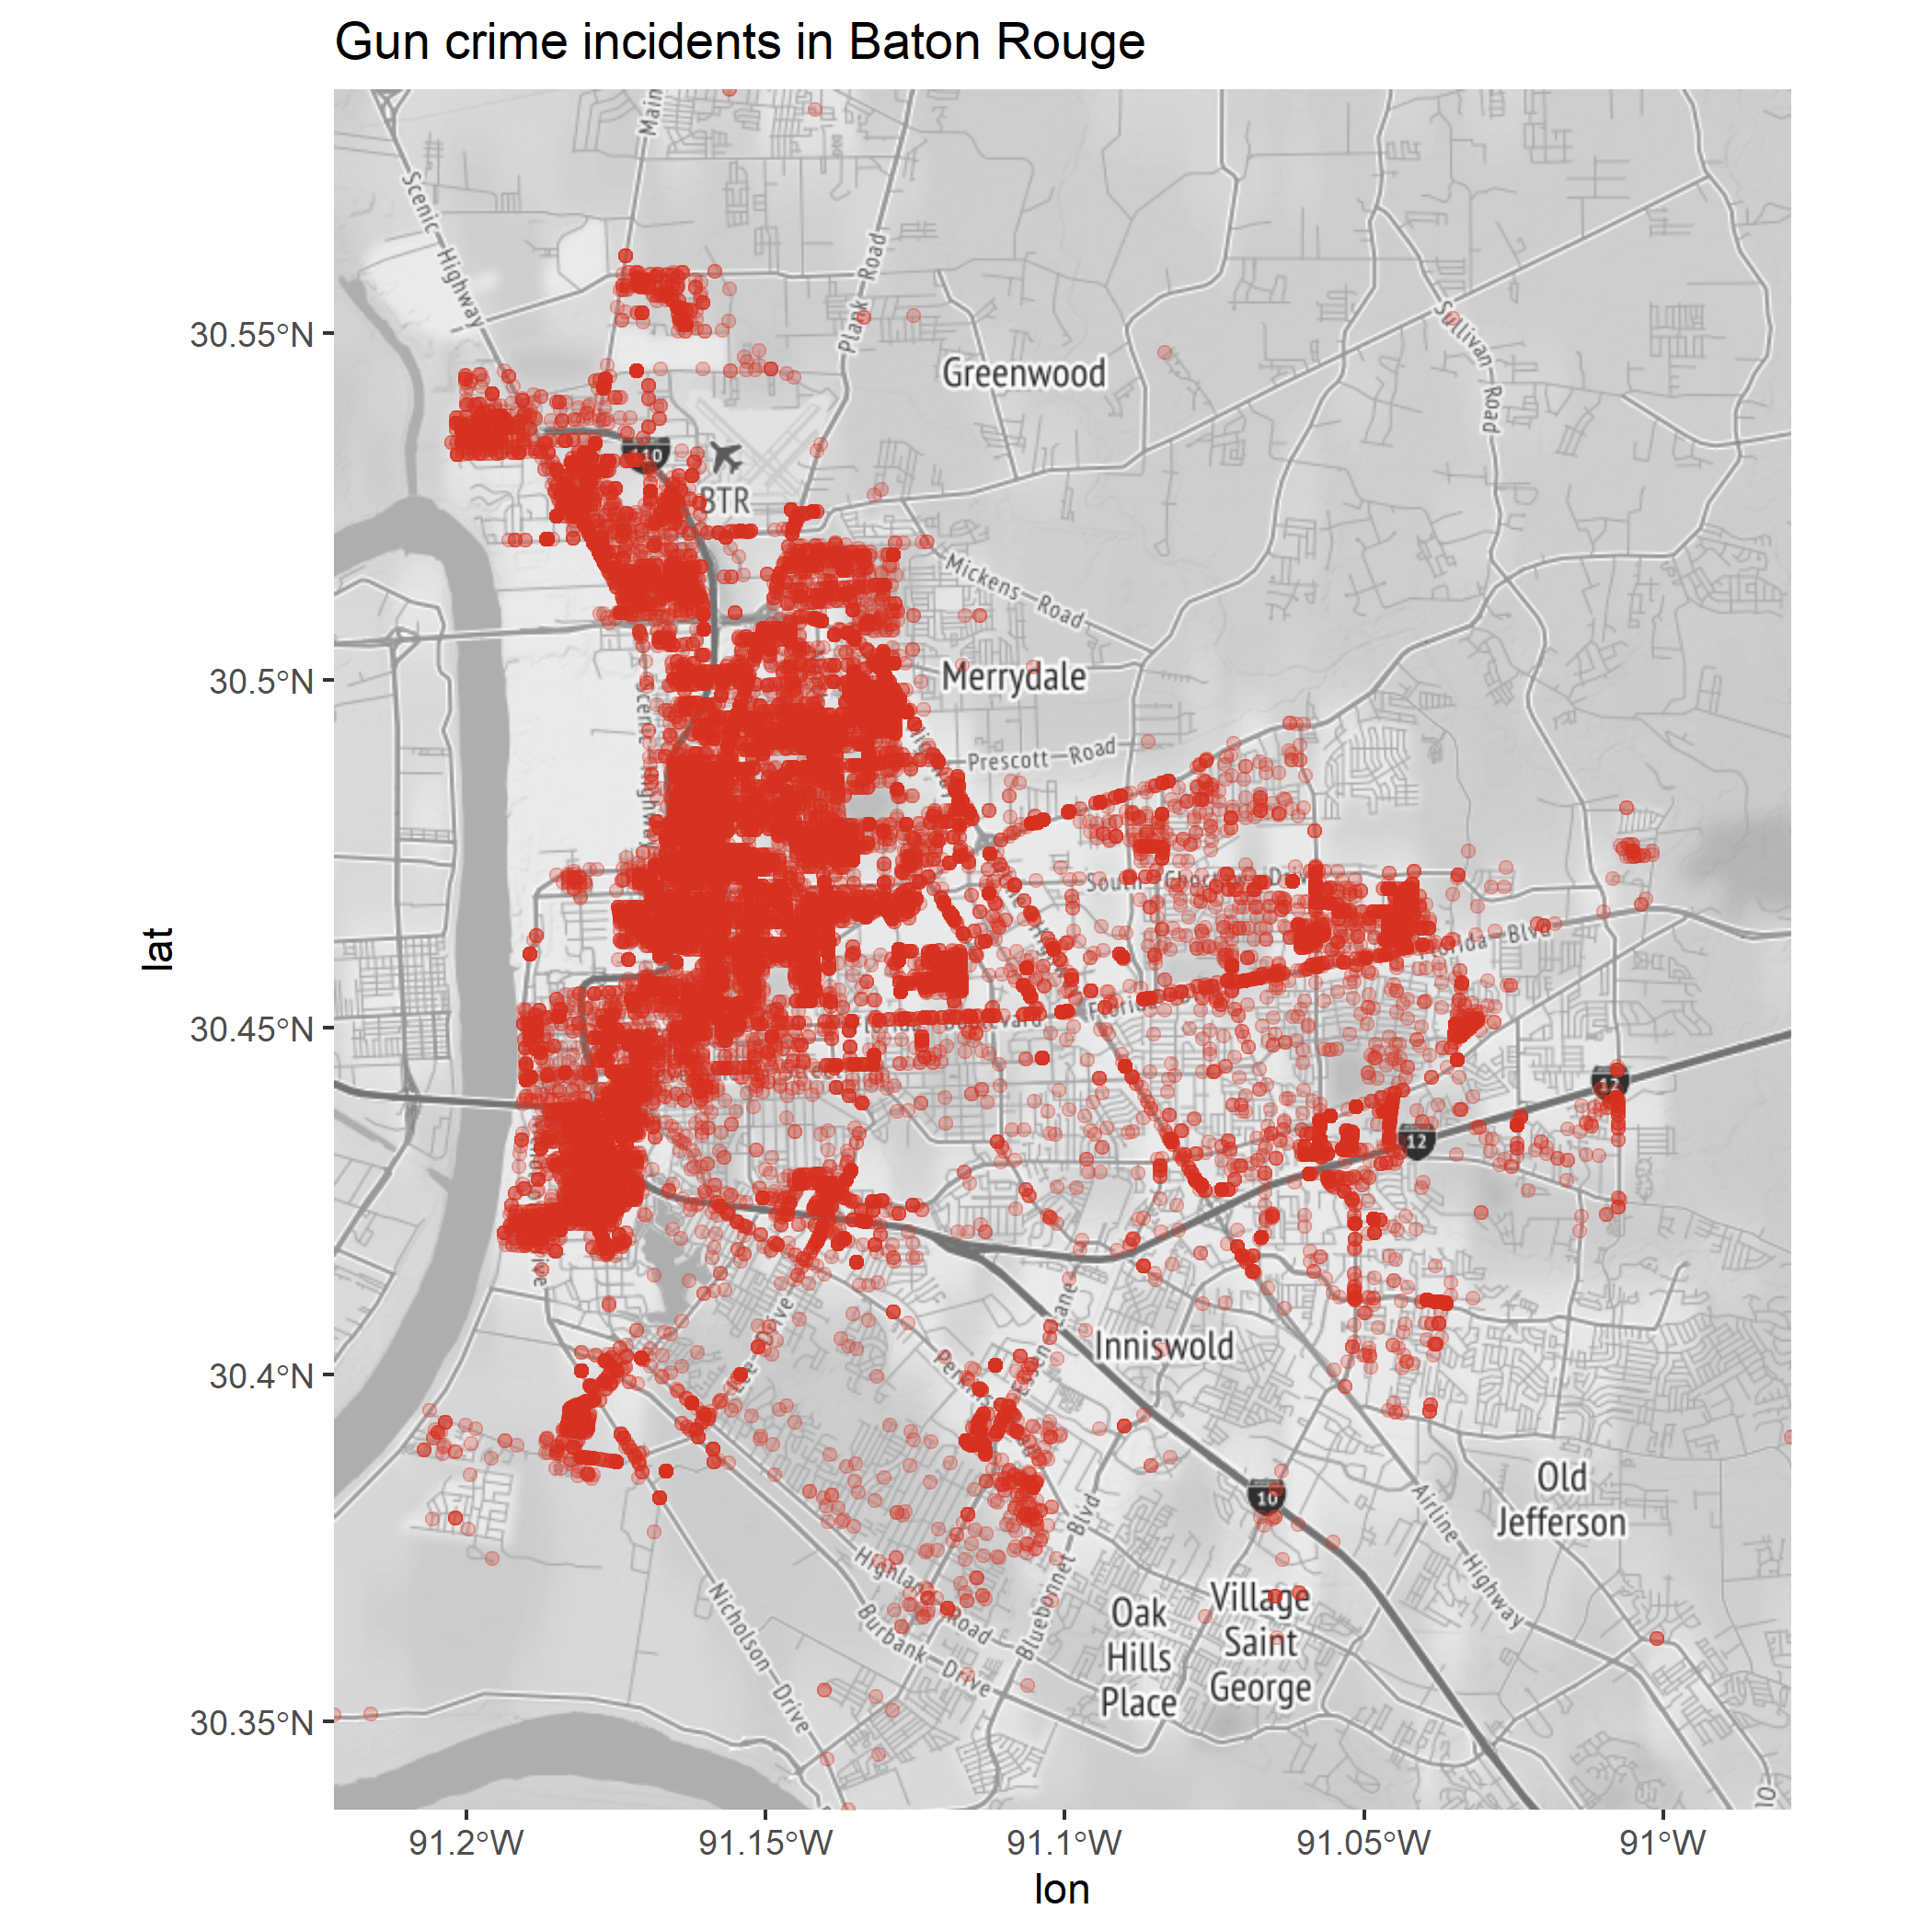 Gun crime incidents in Baton Rouge
Main
Scenic Highway
Plank Road
30.55°N
Sullivan Road
Greenwood
BTR
Mickens Road
30.5°N
Merrydale
Prescott Road
lat
30.45°N
12
12
Drive
30.4°N
Inniswold
Essen Lane
Old
Jefferson
10
Airline Highway
Highland Road
Village
Saint
George
Oak
Hills
Place
Bluebonnet Blvd
Burbank Drive
Nicholson Drive
30.35°N
10
91.2°W
91.15°W
91.1°W
91.05°W
91°W
lon